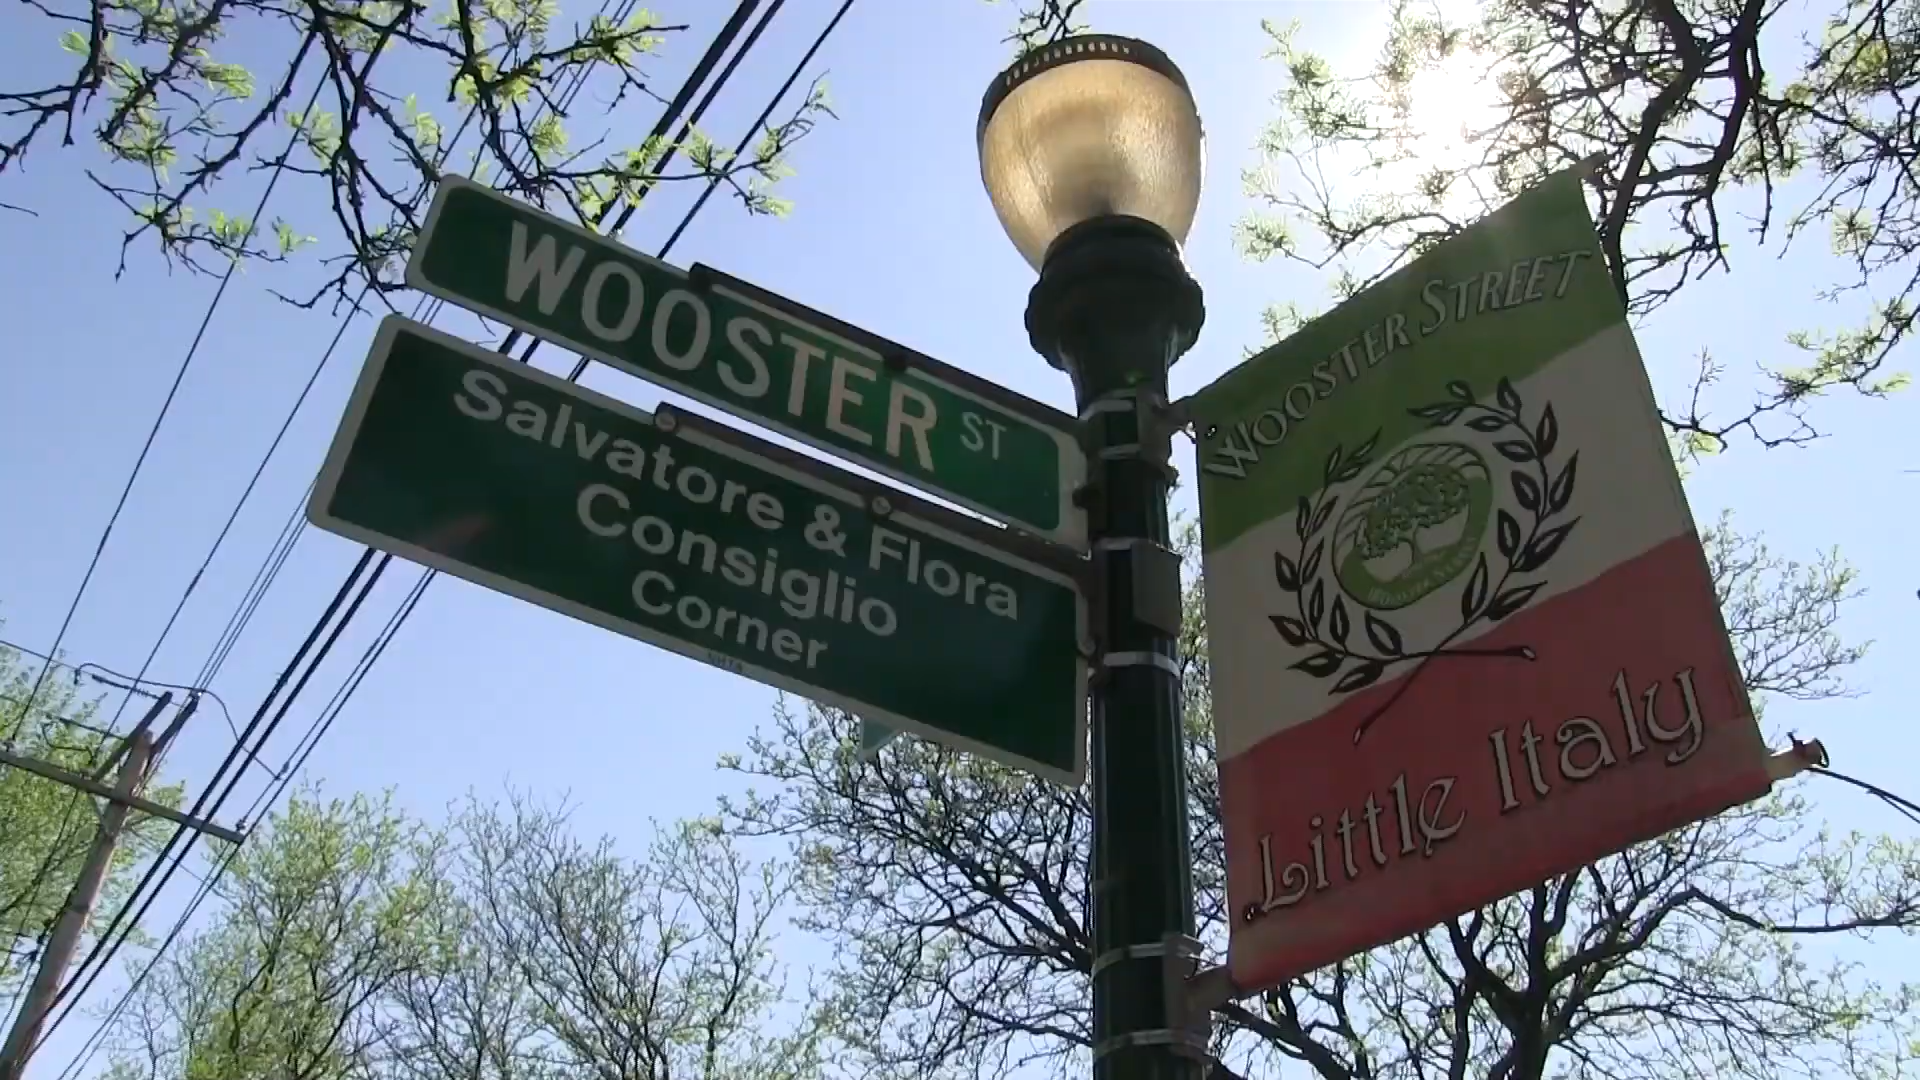 WOOSTER ST
Salvatore & Flora
Consiglio
Corner
WOOSTER STREET
Little Italy